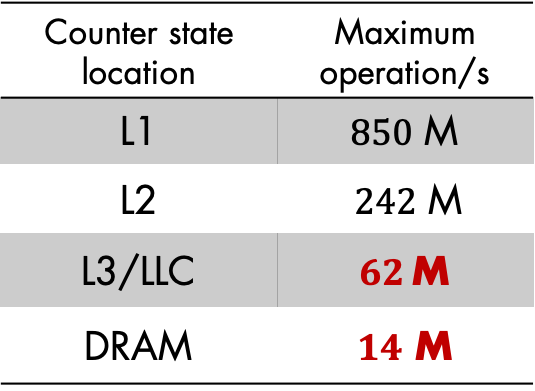 Counter state Maximum
location operation/s
L1 850 M
L2 242 M
L3/LLC 62 M
DRAM 14 M